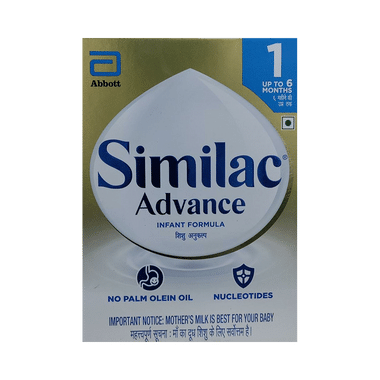 Abbott
1
UP TO 6
MONTHS
Similac®
Advance
INFANT FORMULA
शिशु अनुरूप
NO PALM OLEIN OIL
NUCLEOTIDES
IMPORTANT NOTICE: MOTHER'S MILK IS BEST FOR YOUR BABY
महत्त्वपूर्ण सूचना : माँ का दूध शिशु के लिए सर्वोत्तम है।